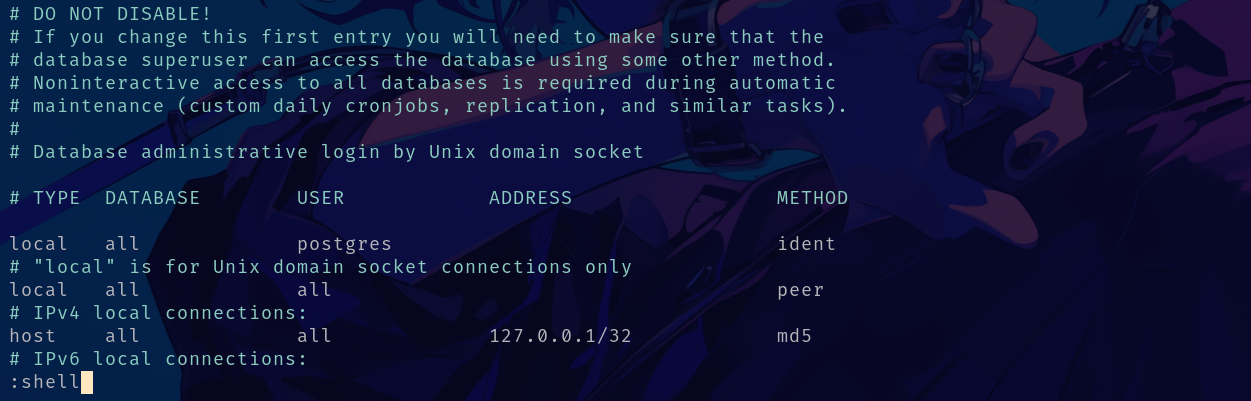 # DO NOT DISABLE!
# If you change this first entry you will need to make sure that the
# database superuser can access the database using some other method.
# Noninteractive access to all databases is required during automatic
# maintenance (custom daily cronjobs, replication, and similar tasks).
#
# Database administrative login by Unix domain socket
# TYPE  DATABASE        USER            ADDRESS                 METHOD
local   all             postgres                                ident
# "local" is for Unix domain socket connections only
local   all             all                                     peer
# IPv4 local connections:
host    all             all             127.0.0.1/32            md5
# IPv6 local connections:
:shell